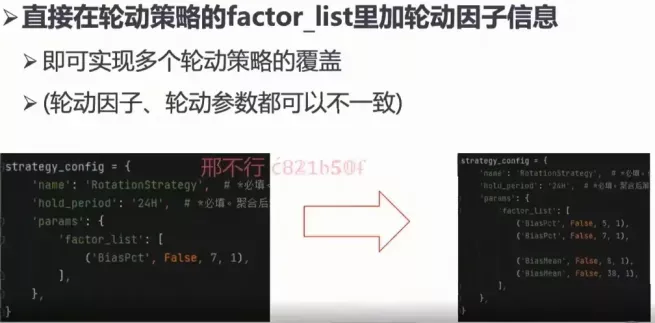 直接在轮动策略的factor_list里加轮动因子信息
即可实现多个轮动策略的覆盖
(轮动因子、轮动参数都可以不一致)
邢不行
strategy_config = {
'name': 'RotationStrategy', # *必填。
'hold_period': '24H', # *必填。聚合后
'params': {
'factor_list': [
('BiasPct', False, 7, 1),
],
},
}
strategy_config = {
'name': 'RotationStrategy', # *必填。
'hold_period': '24H', # *必填。聚合后
'params': {
'factor_list': [
('BiasPct', False, 5, 1),
('BiasPct', False, 7, 1),
('BiasMean', False, 1),
('BiasMean', False, 1),
],
},
}